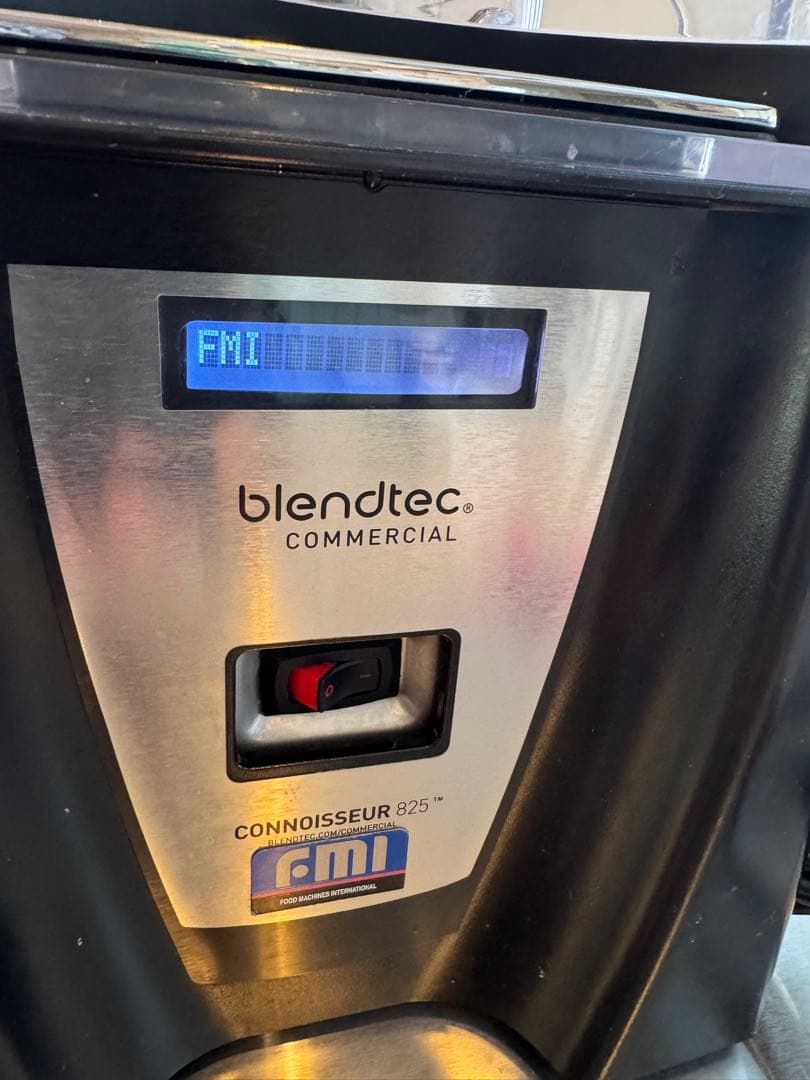 FMI
blendtec®
COMMERCIAL
CONNOISSEUR 825™
BLENDTEC.COM/COMMERCIAL
FMI
FOOD MACHINES INTERNATIONAL